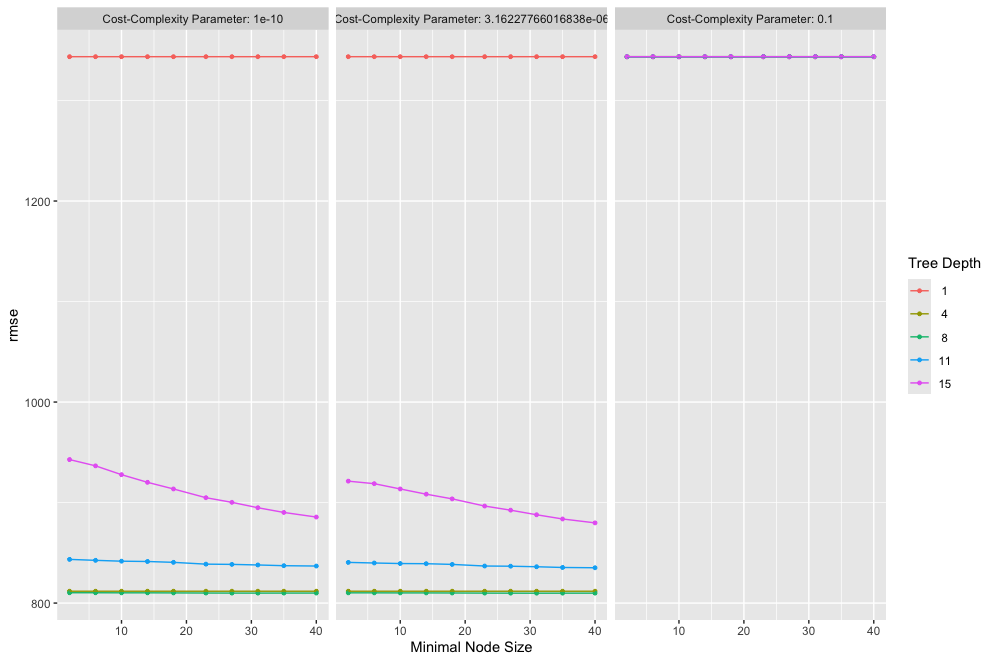 Cost-Complexity Parameter: 1e-10
Cost-Complexity Parameter: 3.16227766016838e-06
Cost-Complexity Parameter: 0.1
rmse
1200
1000
800
10 20 30 40
10 20 30 40
10 20 30 40
Minimal Node Size
Tree Depth
1
4
8
11
15